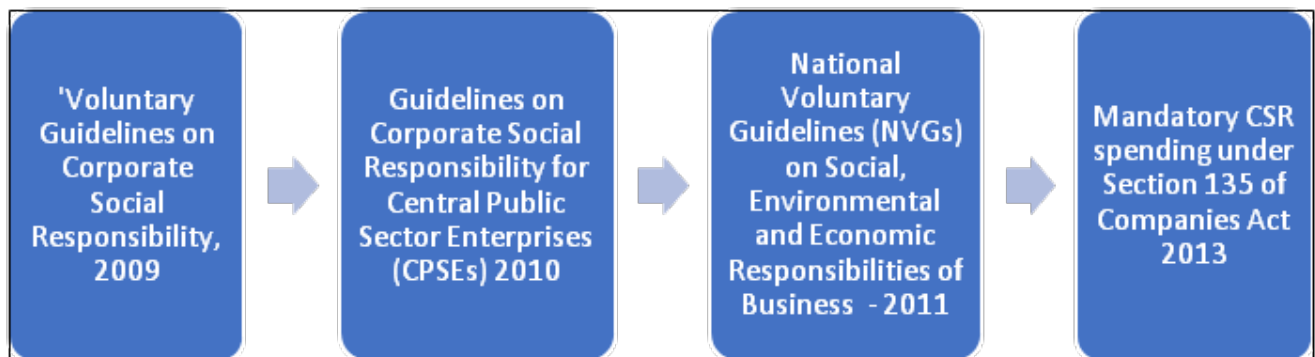 'Voluntary
Guidelines on
Corporate
Social
Responsibility,
2009
Guidelines on
Corporate Social
Responsibility for
Central Public
Sector Enterprises
(CPSEs) 2010
National
Voluntary
Guidelines (NVGs)
on Social,
Environmental
and Economic
Responsibilities of
Business - 2011
Mandatory CSR
spending under
Section 135 of
Companies Act
2013